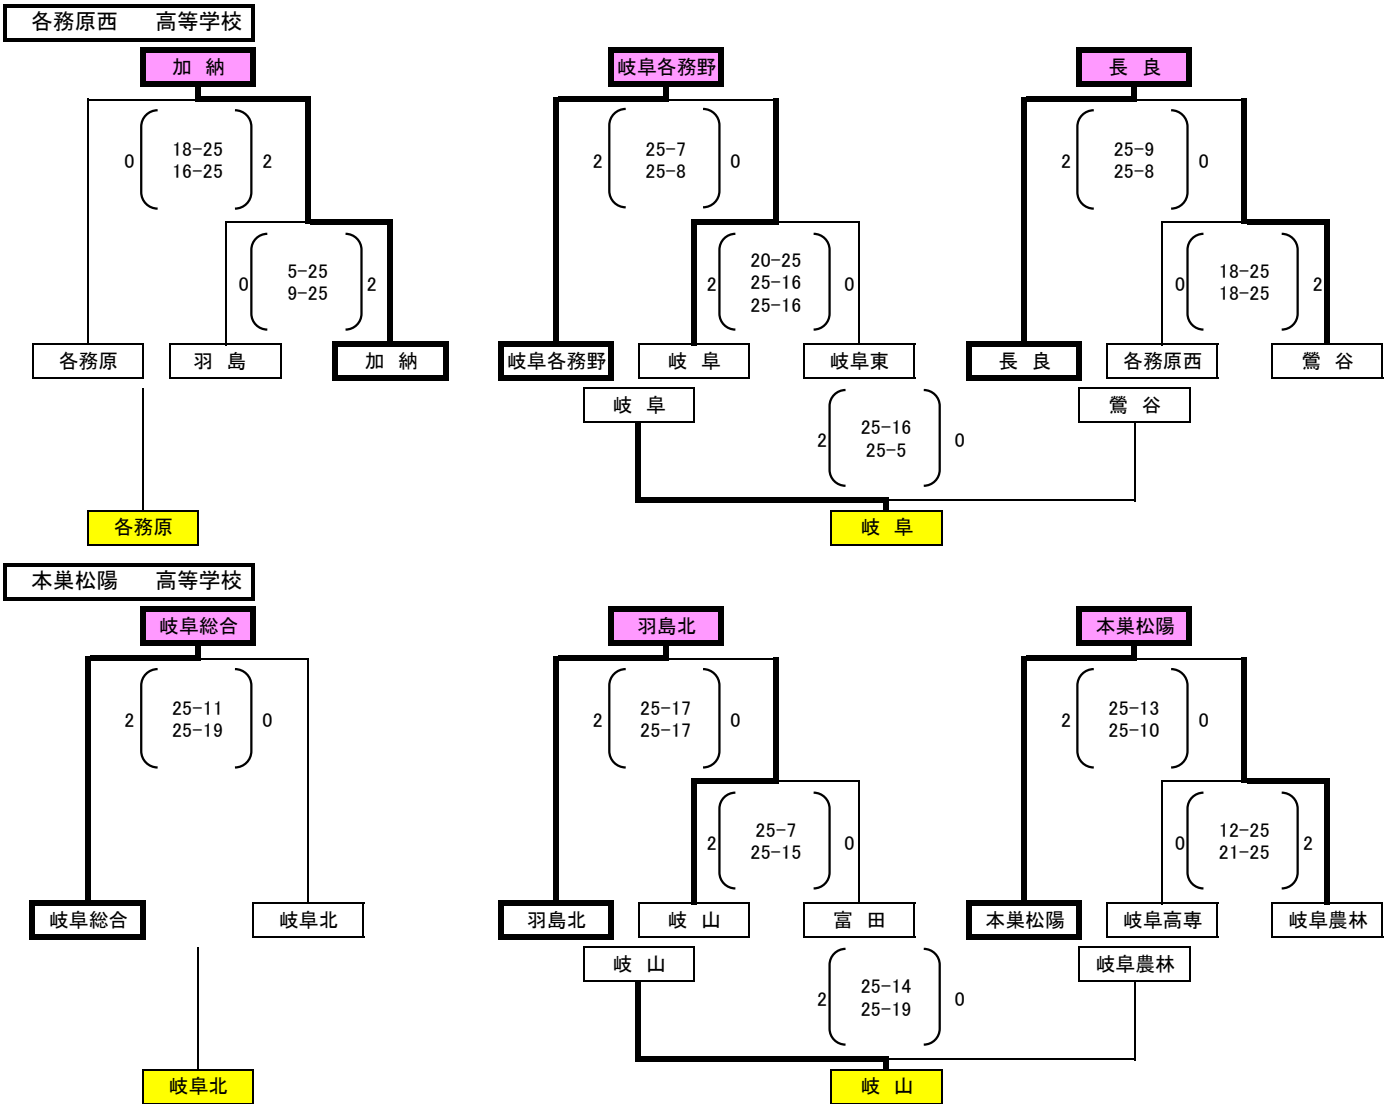 各務原西 高等学校
加 納 岐阜各務野 長 良
0 18-25 2 2 25-7 0 2 25-9 0
16-25 25-8 25-8
0 5-25 2 2 20-25 0 0 18-25 2
9-25 25-16 18-25
25-16
各務原 羽 島 加 納 岐阜各務野 岐 阜 岐阜東 長 良 各務原西 鶯 谷
岐 阜 鶯 谷
2 25-16 0
25-5
各務原 岐 阜
本巣松陽 高等学校
岐阜総合 羽島北 本巣松陽
2 25-11 0 2 25-17 0 2 25-13 0
25-19 25-17 25-10
2 25-7 0 0 12-25 2
25-15 21-25
岐阜総合 岐阜北 羽島北 岐 山 富 田 本巣松陽 岐阜高専 岐阜農林
岐 山 岐阜農林
2 25-14 0
25-19
岐阜北 岐 山